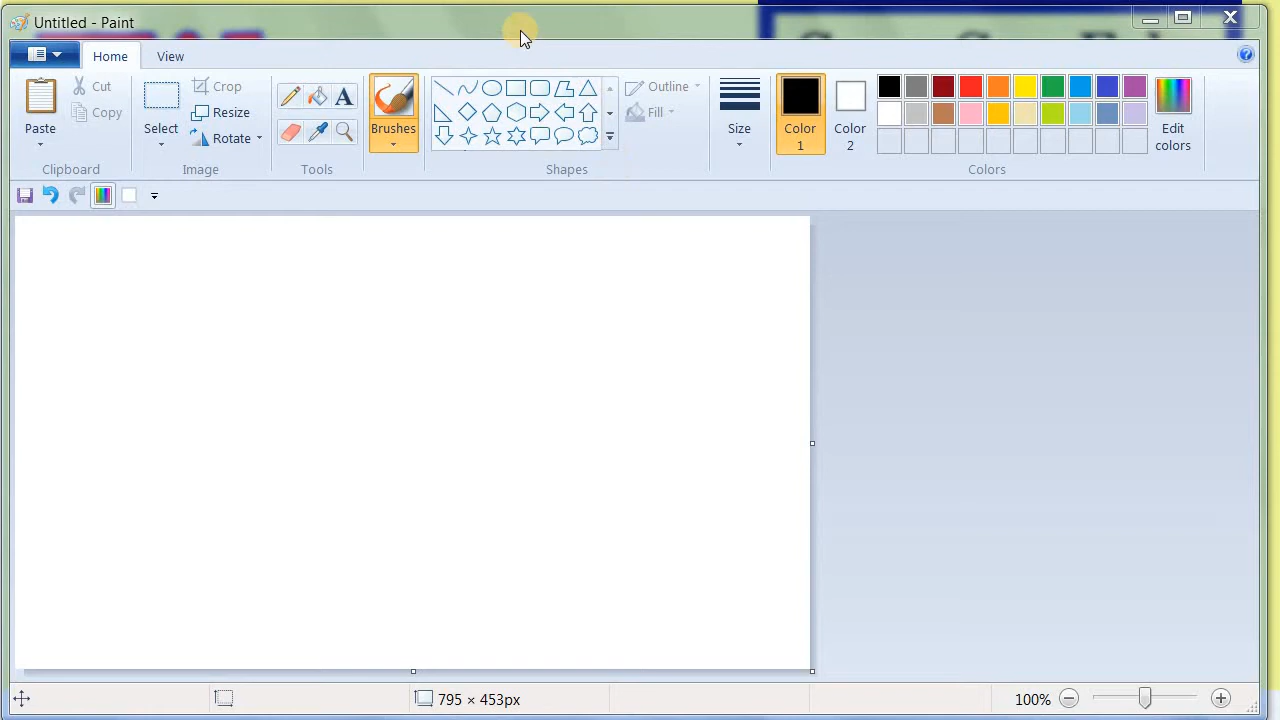 Untitled - Paint
Home View
Paste
Cut
Copy
Clipboard
Select
Crop
Resize
Rotate
Image
A
Tools
Brushes
Outline
Fill
Shapes
Size
Color 1
Color 2
Edit colors
Colors
795 × 453px
100%